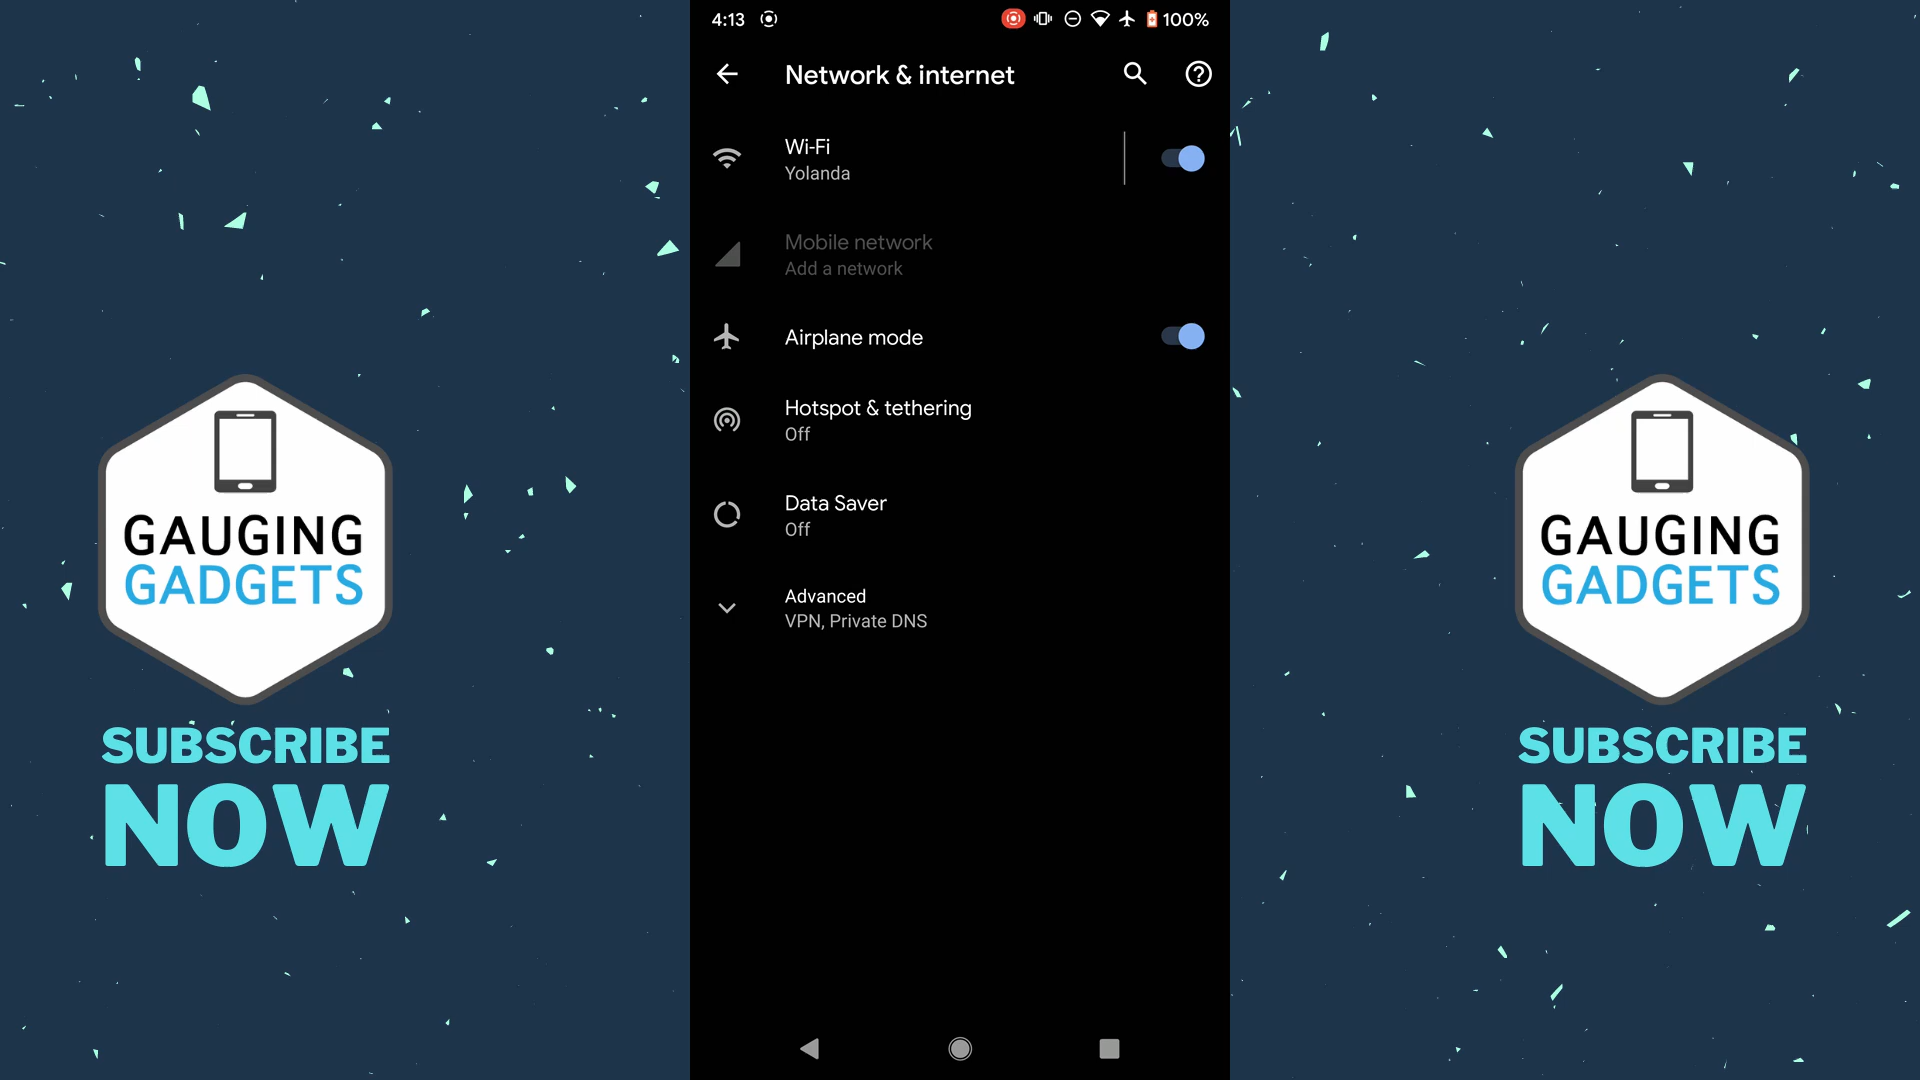 4:13
100%
Network & internet
Wi-Fi
Yolanda
Mobile network
Add a network
Airplane mode
Hotspot & tethering
Off
Data Saver
Off
Advanced
VPN, Private DNS
GAUGING
GADGETS
SUBSCRIBE
NOW
GAUGING
GADGETS
SUBSCRIBE
NOW